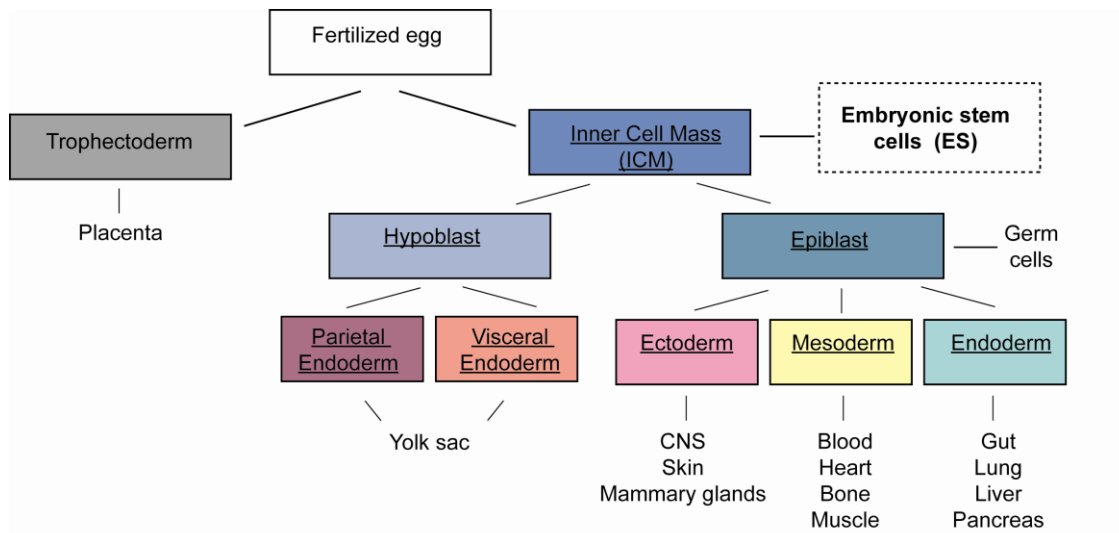 Fertilized egg
Trophectoderm
Inner Cell Mass
(ICM)
Embryonic stem
cells (ES)
Placenta
Hypoblast
Epiblast
Germ
cells
Parietal
Endoderm
Visceral
Endoderm
Ectoderm
Mesoderm
Endoderm
Yolk sac
CNS
Skin
Mammary glands
Blood
Heart
Bone
Muscle
Gut
Lung
Liver
Pancreas